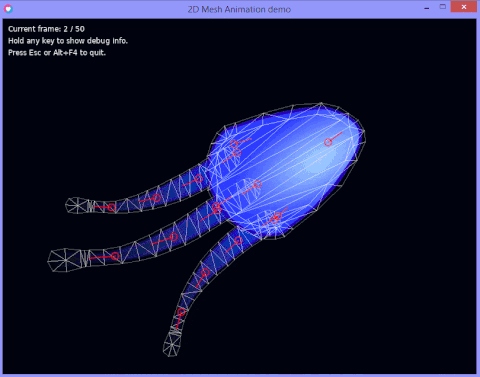 2D Mesh Animation demo
Current frame: 2 / 50
Hold any key to show debug info.
Press Esc or Alt+F4 to quit.